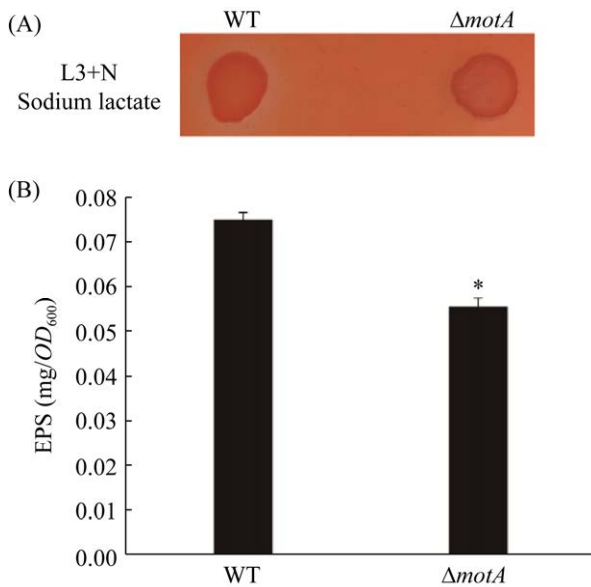 (A)
WT ΔmotA
L3+N
Sodium lactate
(B)
EPS (mg/OD600)
0.08
0.07
0.06
0.05
0.04
0.03
0.02
0.01
0.00
*
WT ΔmotA